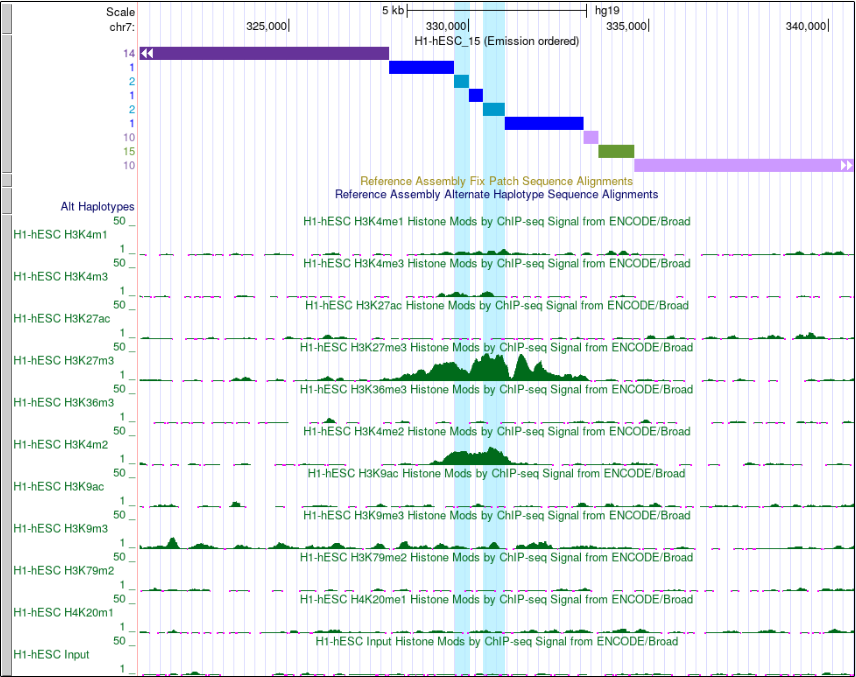 Scale 5 kb hg19
chr7: 325,000 330,000 335,000 340,000
H1-hESC_15 (Emission ordered)
14
1
2
1
2
1
10
15
10
Reference Assembly Fix Patch Sequence Alignments
Reference Assembly Alternate Haplotype Sequence Alignments
Alt Haplotypes
50 _ H1-hESC H3K4me1 Histone Mods by ChIP-seq Signal from ENCODE/Broad
H1-hESC H3K4m1
1 _
50 _ H1-hESC H3K4me3 Histone Mods by ChIP-seq Signal from ENCODE/Broad
H1-hESC H3K4m3
1 _
50 _ H1-hESC H3K27ac Histone Mods by ChIP-seq Signal from ENCODE/Broad
H1-hESC H3K27ac
1 _
50 _ H1-hESC H3K27me3 Histone Mods by ChIP-seq Signal from ENCODE/Broad
H1-hESC H3K27m3
1 _
50 _ H1-hESC H3K36me3 Histone Mods by ChIP-seq Signal from ENCODE/Broad
H1-hESC H3K36m3
1 _
50 _ H1-hESC H3K4me2 Histone Mods by ChIP-seq Signal from ENCODE/Broad
H1-hESC H3K4m2
1 _
50 _ H1-hESC H3K9ac Histone Mods by ChIP-seq Signal from ENCODE/Broad
H1-hESC H3K9ac
1 _
50 _ H1-hESC H3K9me3 Histone Mods by ChIP-seq Signal from ENCODE/Broad
H1-hESC H3K9m3
1 _
50 _ H1-hESC H3K79me2 Histone Mods by ChIP-seq Signal from ENCODE/Broad
H1-hESC H3K79m2
1 _
50 _ H1-hESC H4K20me1 Histone Mods by ChIP-seq Signal from ENCODE/Broad
H1-hESC H4K20m1
1 _
50 _ H1-hESC Input Histone Mods by ChIP-seq Signal from ENCODE/Broad
H1-hESC Input
1 _